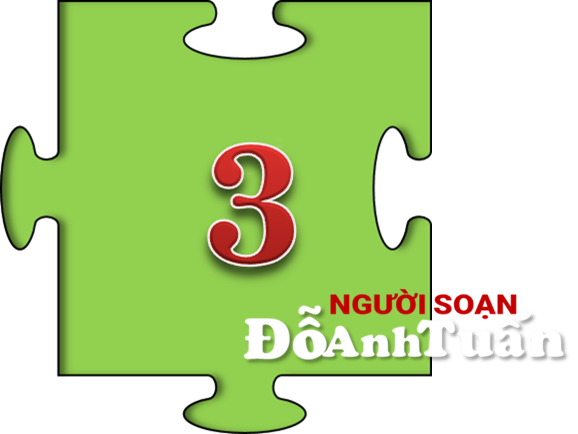 3
NGƯỜI SOẠN
ĐỗAnhTuấn